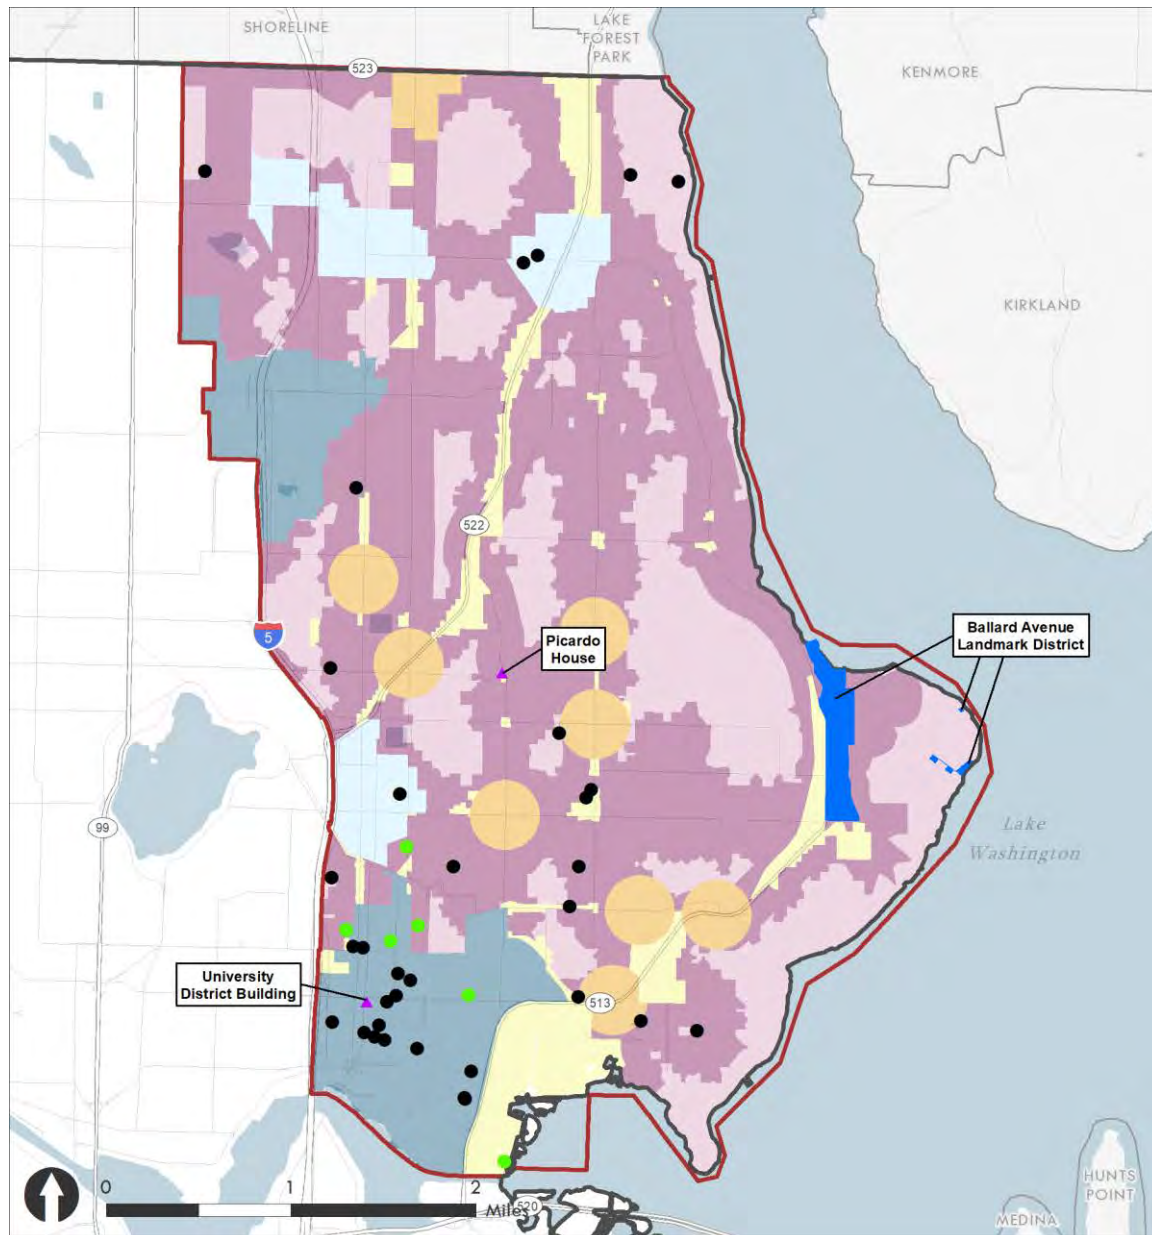 SHORELINE
LAKE
FOREST
PARK
523
KENMORE
KIRKLAND
522
5
Picardo
House
Ballard Avenue
Landmark District
99
Lake
Washington
University
District Building
513
0 1 2
Miles
520
HUNTS
POINT
MEDINA